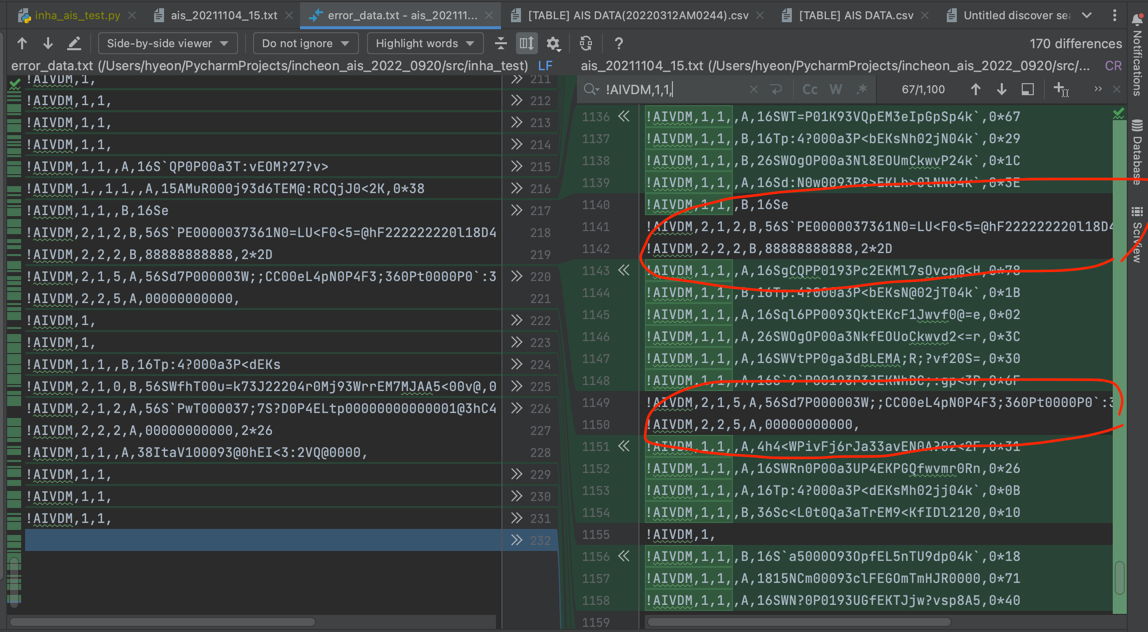 inha_ais_test.py
ais_20211104_15.txt
error_data.txt - ais_202111...
[TABLE] AIS DATA(20220312AM0244).csv
[TABLE] AIS DATA.csv
Untitled discover sea
Side-by-side viewer
Do not ignore
Highlight words
?
170 differences
error_data.txt (/Users/hyeon/PycharmProjects/incheon_ais_2022_0920/src/inha_test)
LF
ais_20211104_15.txt (/Users/hyeon/PycharmProjects/incheon_ais_2022_0920/src/...
CR
!AIVDM,1,1,
Cc
W
.*
67/1,100
!AIVDM,1, 211
!AIVDM,1,1, 212
!AIVDM,1,1, 213
!AIVDM,1,1, 214
!AIVDM,1,1,,A,16S`QP0P00a3T:vEOM?27?v> 215
!AIVDM,1,,1,1,,A,15AMuR000j93d6TEM@:RCQjJ0<2K,0*38 216
!AIVDM,1,1,,B,16Se 217
!AIVDM,2,1,2,B,56S`PE0000037361N0=LU<F0<5=@hF222222220l18D4 218
!AIVDM,2,2,2,B,88888888888,2*2D 219
!AIVDM,2,1,5,A,56Sd7P000003W;;CC00eL4pN0P4F3;360Pt0000P0`:3 220
!AIVDM,2,2,5,A,00000000000, 221
!AIVDM,1, 222
!AIVDM,1, 223
!AIVDM,1,1,,B,16Tp:4?000a3P<dEKs 224
!AIVDM,2,1,0,B,56SWfhT00u=k73J22204r0Mj93WrrEM7MJAA5<00v@,0 225
!AIVDM,2,1,2,A,56S`PwT000037;7S?D0P4ELtp00000000000001@3hC4 226
!AIVDM,2,2,2,A,00000000000,2*26 227
!AIVDM,1,1,,A,38ItaV100093@0hEI<3:2VQ@0000, 228
!AIVDM,1,1, 229
!AIVDM,1,1, 230
!AIVDM,1,1, 231
232
1136 !AIVDM,1,1,,A,16SWT=P01K93VQpEM3eIpGpSp4k`,0*67
1137 !AIVDM,1,1,,B,16Tp:4?000a3P<bEKsNh02jN04k`,0*29
1138 !AIVDM,1,1,,B,26SWOgOP00a3Nl8EOUmCkwvP24k`,0*1C
1139 !AIVDM,1,1,,A,16Sd:N0w0093P8>EKLh>0lNN04k`,0*3E
1140 !AIVDM,1,1,,B,16Se
1141 !AIVDM,2,1,2,B,56S`PE0000037361N0=LU<F0<5=@hF222222220l18D4
1142 !AIVDM,2,2,2,B,88888888888,2*2D
1143 !AIVDM,1,1,,A,16SgCQPP0193Pc2EKMl7sOvcp@<H,0*78
1144 !AIVDM,1,1,,B,16Tp:4?000a3P<bEKsN@02jT04k`,0*1B
1145 !AIVDM,1,1,,A,16Sql6PP0093QktEKcF1Jwvf0@=e,0*02
1146 !AIVDM,1,1,,A,26SWOgOP00a3NkfEOUoCkwvd2<=r,0*3C
1147 !AIVDM,1,1,,A,16SWVtPP0ga3dBLEMA;R;?vf20S=,0*30
1148 !AIVDM,1,1,,A,
1149 !AIVDM,2,1,5,A,56Sd7P000003W;;CC00eL4pN0P4F3;360Pt0000P0`:3
1150 !AIVDM,2,2,5,A,00000000000,
1151 !AIVDM,1,1,,A,4h4<WPivFj6rJa33avEN0A?02<2F,0*31
1152 !AIVDM,1,1,,A,16SWRn0P00a3UP4EKPGQfwvmr0Rn,0*26
1153 !AIVDM,1,1,,A,16Tp:4?000a3P<dEKsMh02jj04k`,0*0B
1154 !AIVDM,1,1,,B,36Sc<L0t0Qa3aTrEM9<KfIDl2120,0*10
1155 !AIVDM,1,
1156 !AIVDM,1,1,,B,16S`a5000093OpfEL5nTU9dp04k`,0*18
1157 !AIVDM,1,1,,A,1815NCm00093clFEGOmTmHJR0000,0*71
1158 !AIVDM,1,1,,A,16SWN?0P0193UGfEKTJjw?vsp8A5,0*40
1159
Notifications
Database
SciView